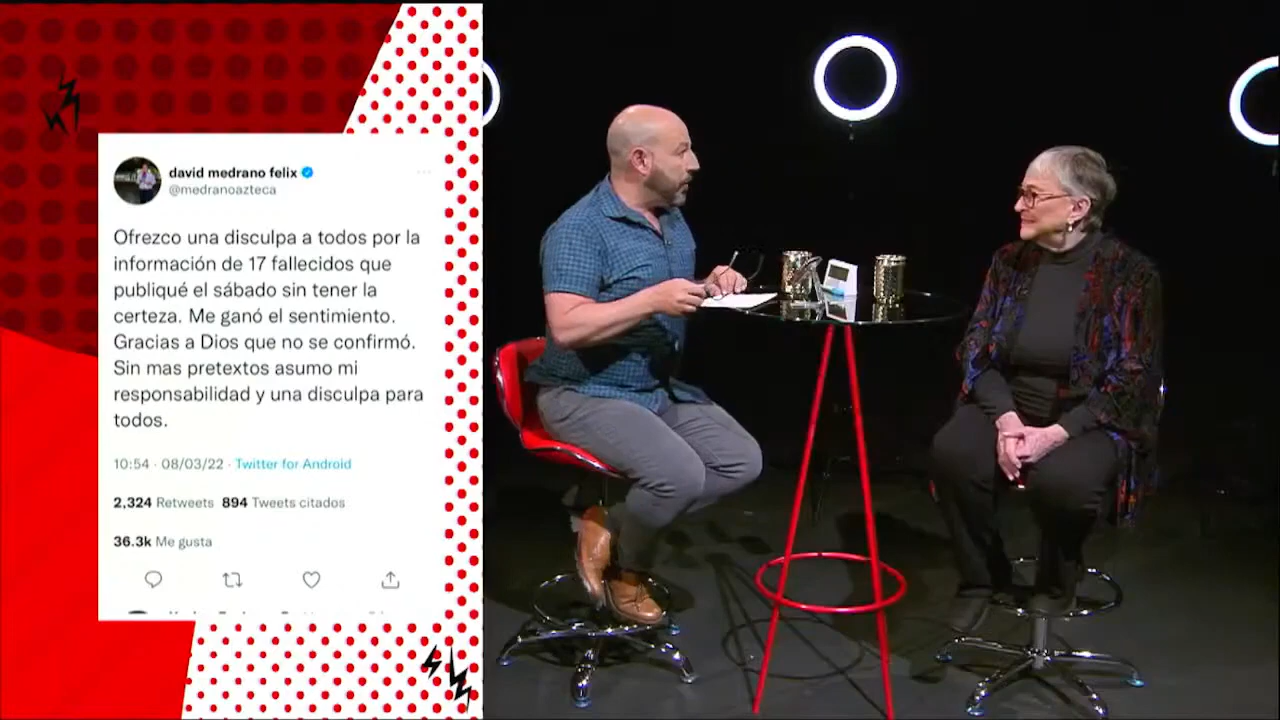 david medrano felix
@medranoazteca
Ofrezco una disculpa a todos por la
información de 17 fallecidos que
publiqué el sábado sin tener la
certeza. Me ganó el sentimiento.
Gracias a Dios que no se confirmó.
Sin mas pretextos asumo mi
responsabilidad y una disculpa para
todos.
10:54 · 08/03/22 · Twitter for Android
2,324 Retweets 894 Tweets citados
36.3k Me gusta